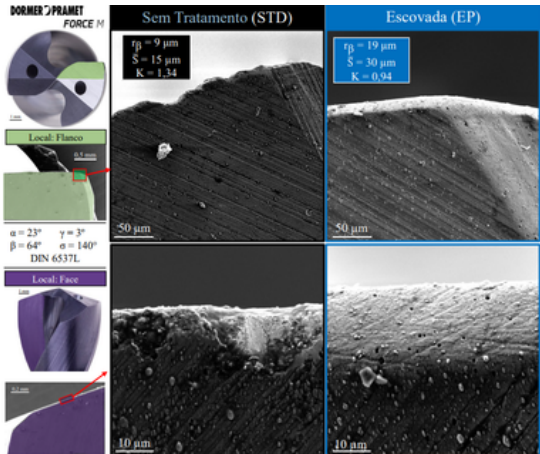 DORMER PRAMET
FORCE M
1 mm
Local: Flanco
0.5 mm
α = 23° γ = 3°
β = 64° σ = 140°
DIN 6537L
Local: Face
Sem Tratamento (STD)
rβ = 9 µm
S̄ = 15 µm
K = 1,34
50 µm
10 µm
Escovada (EP)
rβ = 19 µm
S̄ = 30 µm
K = 0,94
50 µm
10 µm